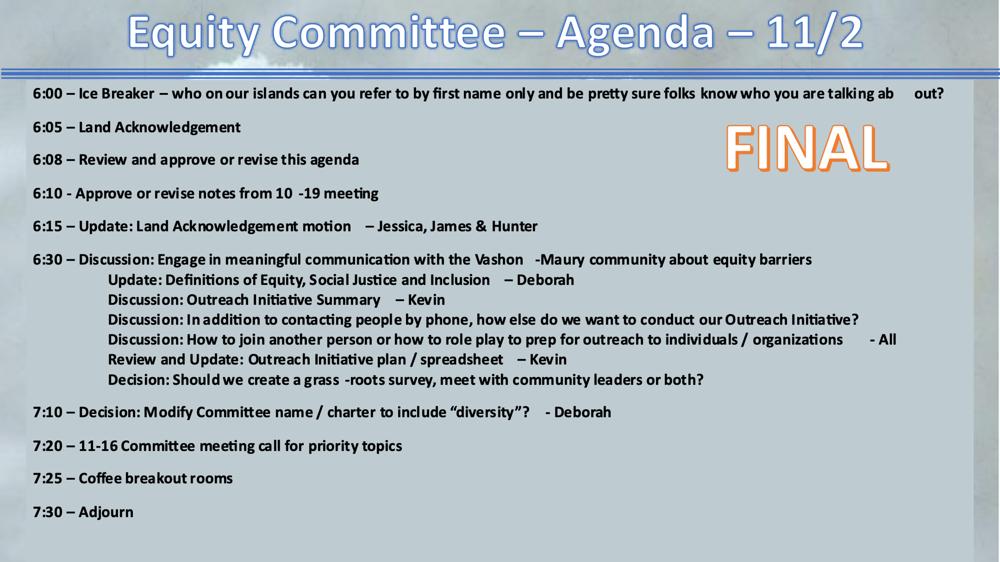 Equity Committee – Agenda – 11/2
6:00 – Ice Breaker – who on our islands can you refer to by first name only and be pretty sure folks know who you are talking ab out?
6:05 – Land Acknowledgement
FINAL
6:08 – Review and approve or revise this agenda
6:10 - Approve or revise notes from 10 -19 meeting
6:15 – Update: Land Acknowledgement motion – Jessica, James & Hunter
6:30 – Discussion: Engage in meaningful communication with the Vashon -Maury community about equity barriers
Update: Definitions of Equity, Social Justice and Inclusion – Deborah
Discussion: Outreach Initiative Summary – Kevin
Discussion: In addition to contacting people by phone, how else do we want to conduct our Outreach Initiative?
Discussion: How to join another person or how to role play to prep for outreach to individuals / organizations - All
Review and Update: Outreach Initiative plan / spreadsheet – Kevin
Decision: Should we create a grass -roots survey, meet with community leaders or both?
7:10 – Decision: Modify Committee name / charter to include “diversity”? - Deborah
7:20 – 11-16 Committee meeting call for priority topics
7:25 – Coffee breakout rooms
7:30 – Adjourn